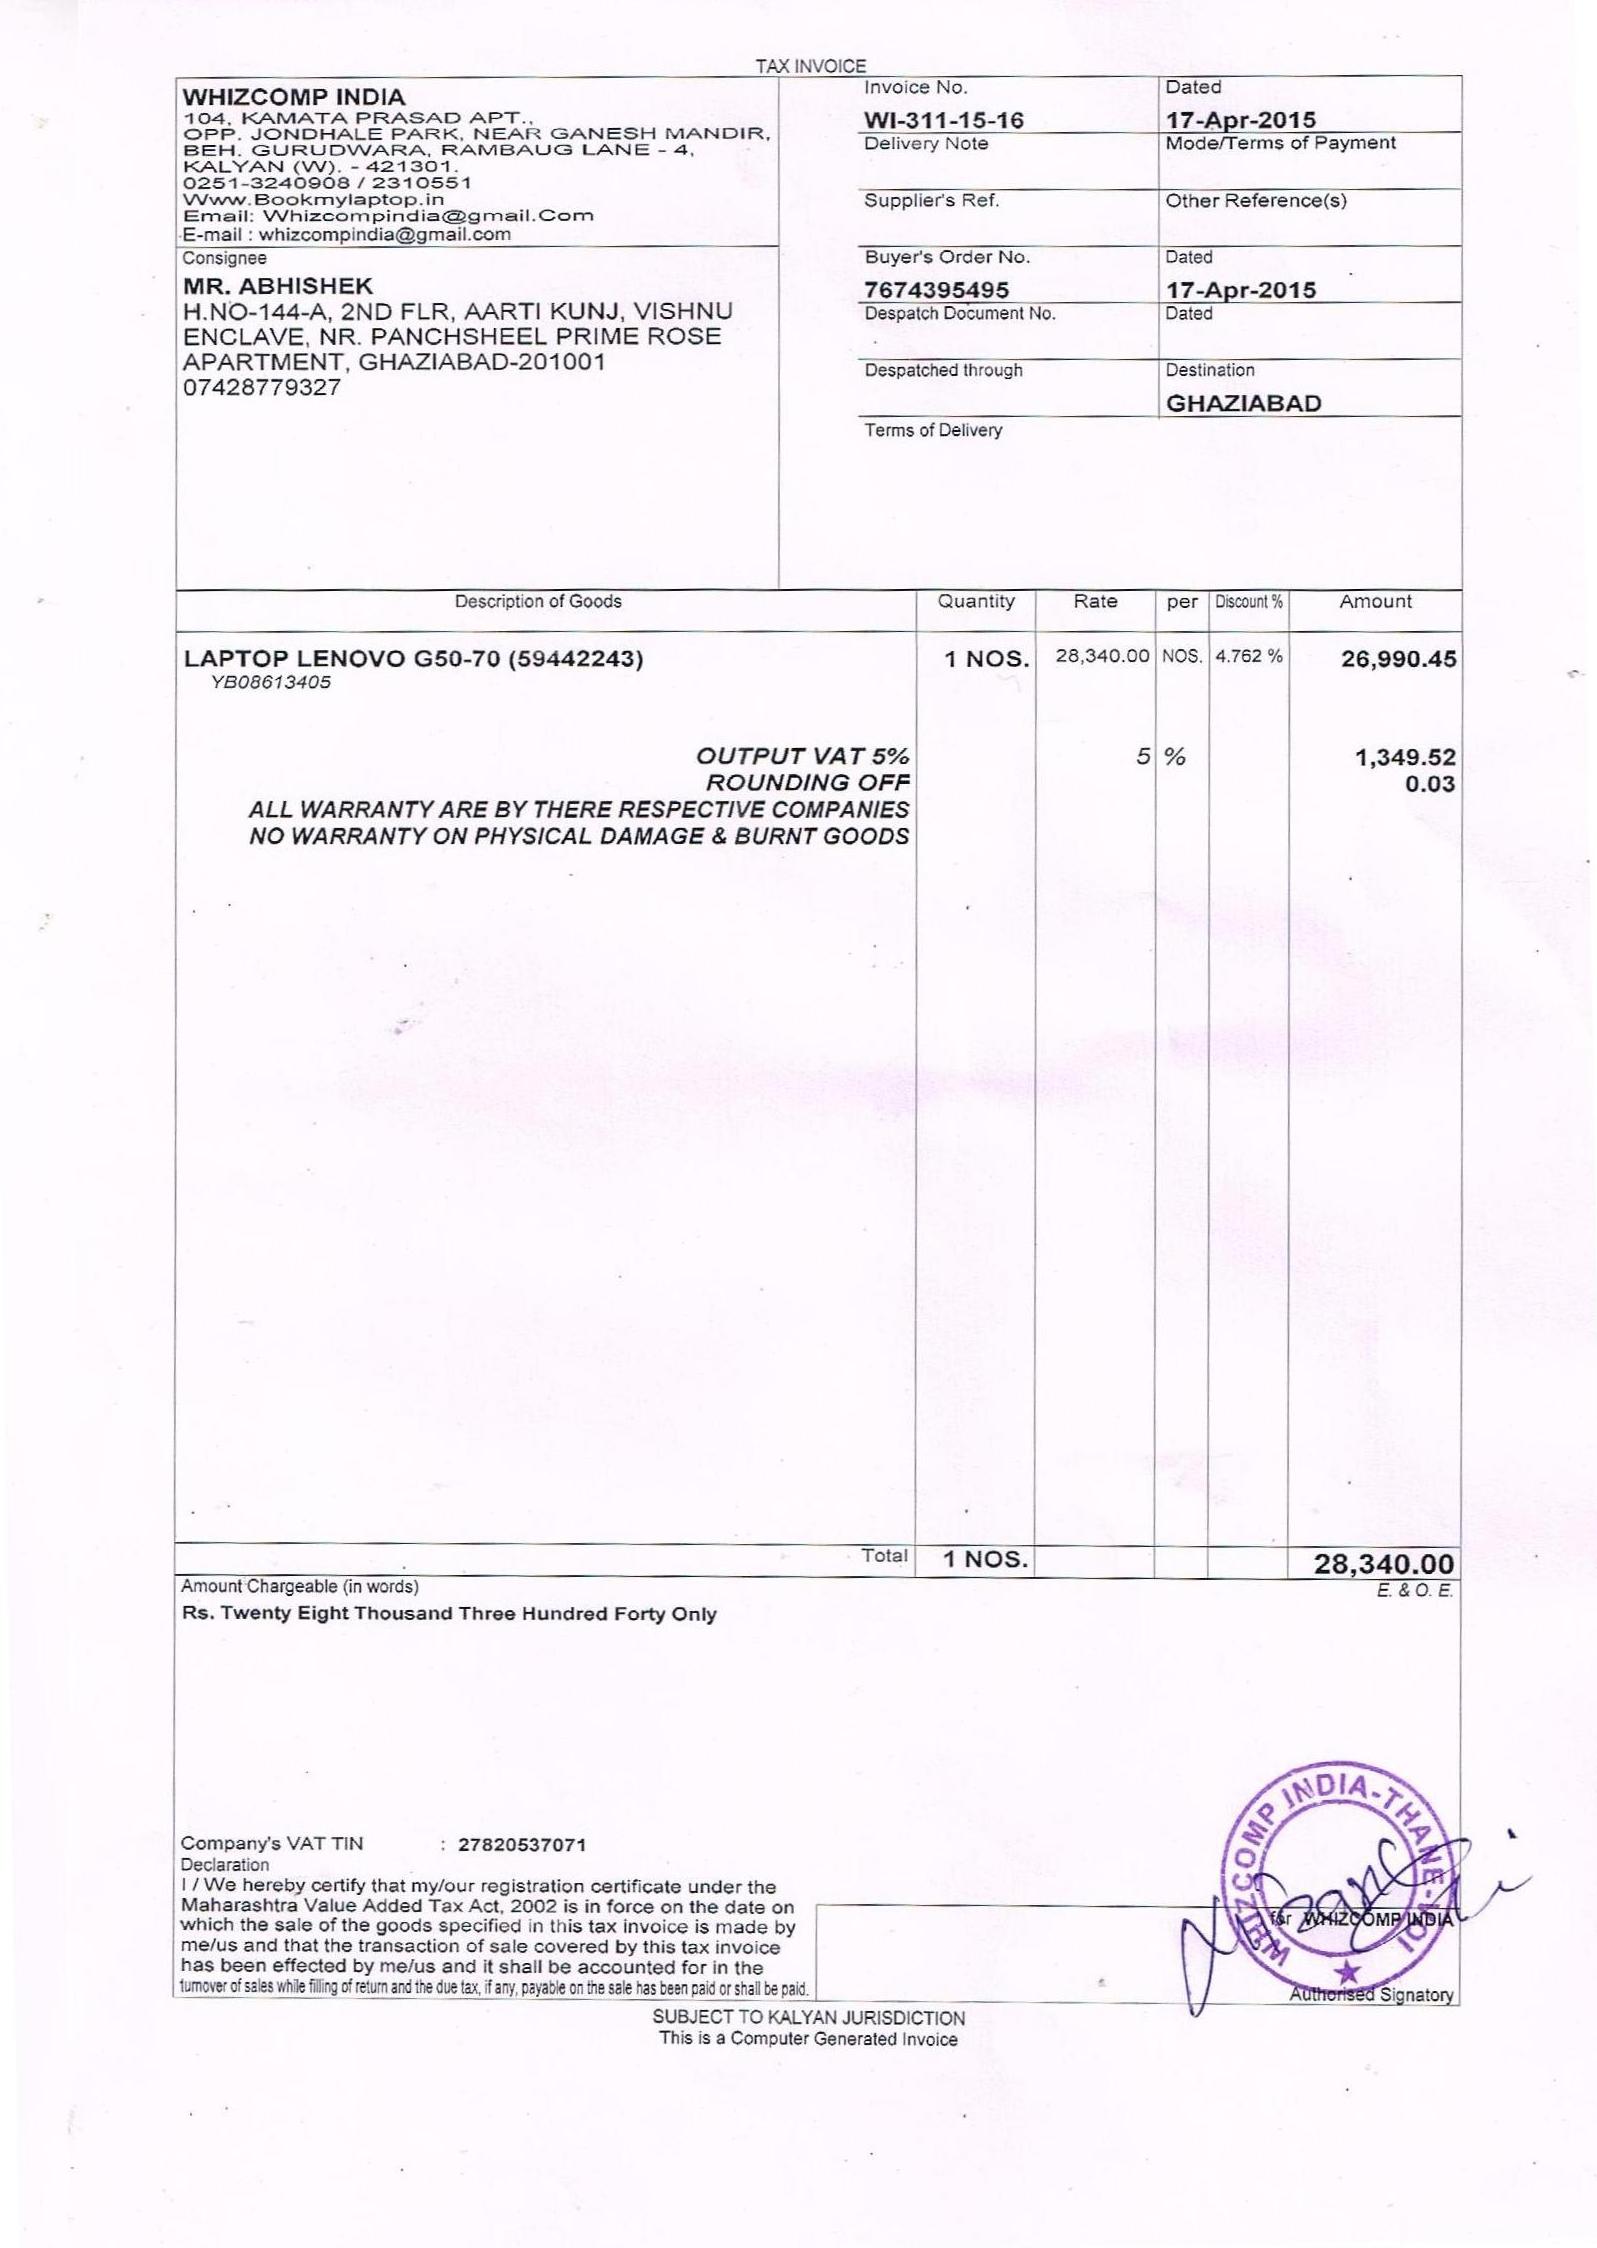 TAX INVOICE
WHIZCOMP INDIA
104, KAMATA PRASAD APT.,
OPP. JONDHALE PARK, NEAR GANESH MANDIR,
BEH. GURUDWARA, RAMBAUG LANE - 4,
KALYAN (W). - 421301.
0251-3240908 / 2310551
Www.Bookmylaptop.in
Email: Whizcompindia@gmail.Com
E-mail : whizcompindia@gmail.com
Consignee
MR. ABHISHEK
H.NO-144-A, 2ND FLR, AARTI KUNJ, VISHNU
ENCLAVE, NR. PANCHSHEEL PRIME ROSE
APARTMENT, GHAZIABAD-201001
07428779327
Invoice No. Dated
WI-311-15-16 17-Apr-2015
Delivery Note Mode/Terms of Payment
Supplier's Ref. Other Reference(s)
Buyer's Order No. Dated
7674395495 17-Apr-2015
Despatch Document No. Dated
Despatched through Destination
GHAZIABAD
Terms of Delivery
Description of Goods Quantity Rate per Discount % Amount
LAPTOP LENOVO G50-70 (59442243) 1 NOS. 28,340.00 NOS. 4.762 % 26,990.45
YB08613405
OUTPUT VAT 5% 5 % 1,349.52
ROUNDING OFF 0.03
ALL WARRANTY ARE BY THERE RESPECTIVE COMPANIES
NO WARRANTY ON PHYSICAL DAMAGE & BURNT GOODS
Total 1 NOS. 28,340.00
Amount Chargeable (in words) E. & O. E.
Rs. Twenty Eight Thousand Three Hundred Forty Only
Company's VAT TIN : 27820537071
Declaration
I / We hereby certify that my/our registration certificate under the
Maharashtra Value Added Tax Act, 2002 is in force on the date on
which the sale of the goods specified in this tax invoice is made by
me/us and that the transaction of sale covered by this tax invoice
has been effected by me/us and it shall be accounted for in the
turnover of sales while filling of return and the due tax, if any, payable on the sale has been paid or shall be paid.
WHIZCOMP INDIA-THANE
for WHIZCOMP INDIA
Authorised Signatory
SUBJECT TO KALYAN JURISDICTION
This is a Computer Generated Invoice